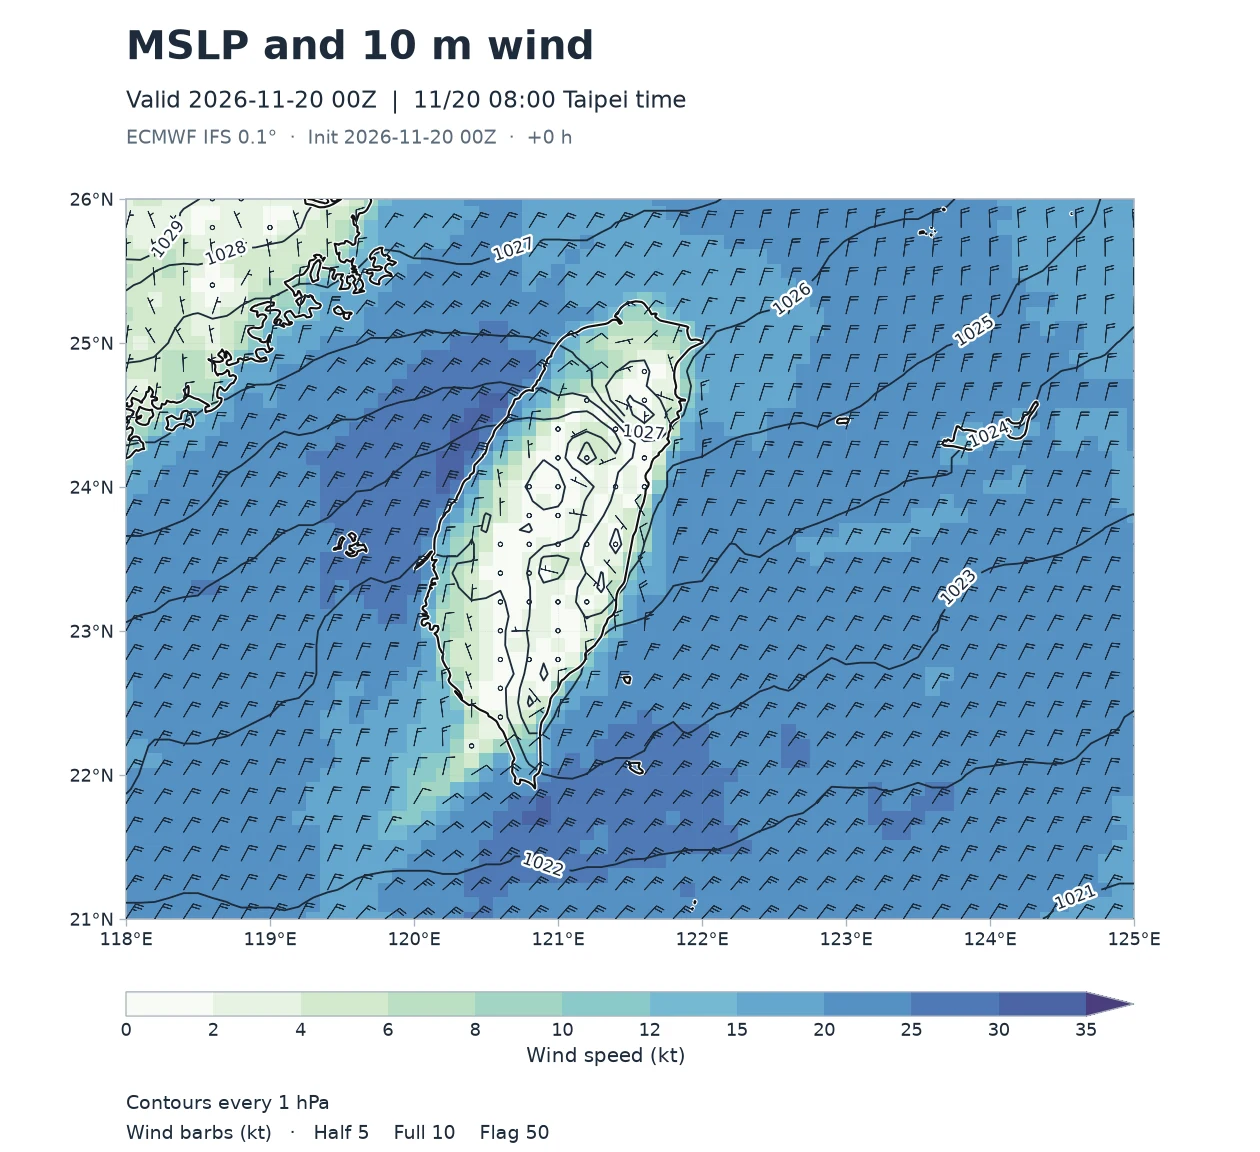 MSLP and 10 m wind
Valid 2026-11-20 00Z | 11/20 08:00 Taipei time
ECMWF IFS 0.1° · Init 2026-11-20 00Z · +0 h
26°N
25°N
24°N
23°N
22°N
21°N
1029
1028
1027
1026
1025
1027
1024
1023
1022
1021
118°E 119°E 120°E 121°E 122°E 123°E 124°E 125°E
0 2 4 6 8 10 12 15 20 25 30 35
Wind speed (kt)
Contours every 1 hPa
Wind barbs (kt) · Half 5 Full 10 Flag 50